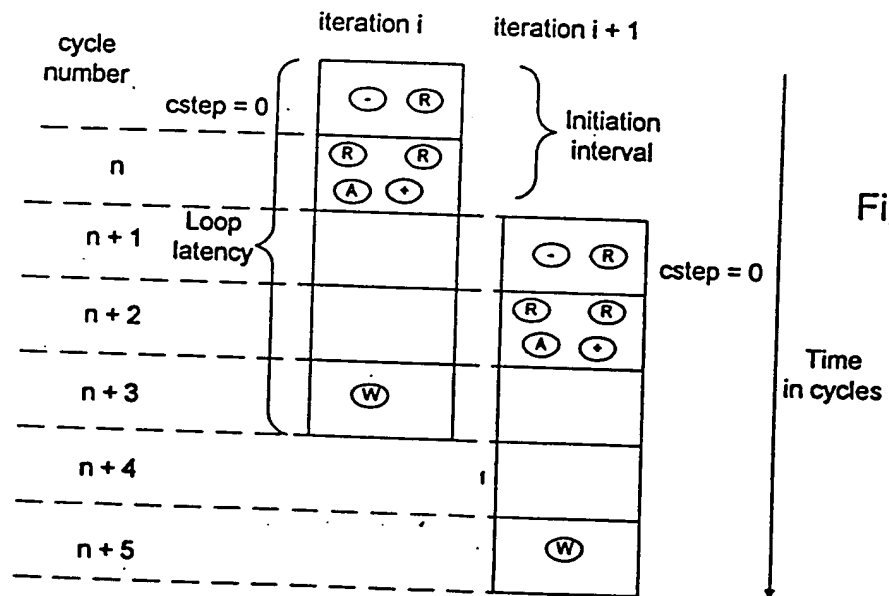 iteration i
iteration i + 1
cycle
number
cstep = 0
- R
Initiation
interval
n
R R
A +
Fi
n + 1
Loop
latency
- R
cstep = 0
n + 2
R R
A +
Time
in cycles
n + 3
W
n + 4
n + 5
W